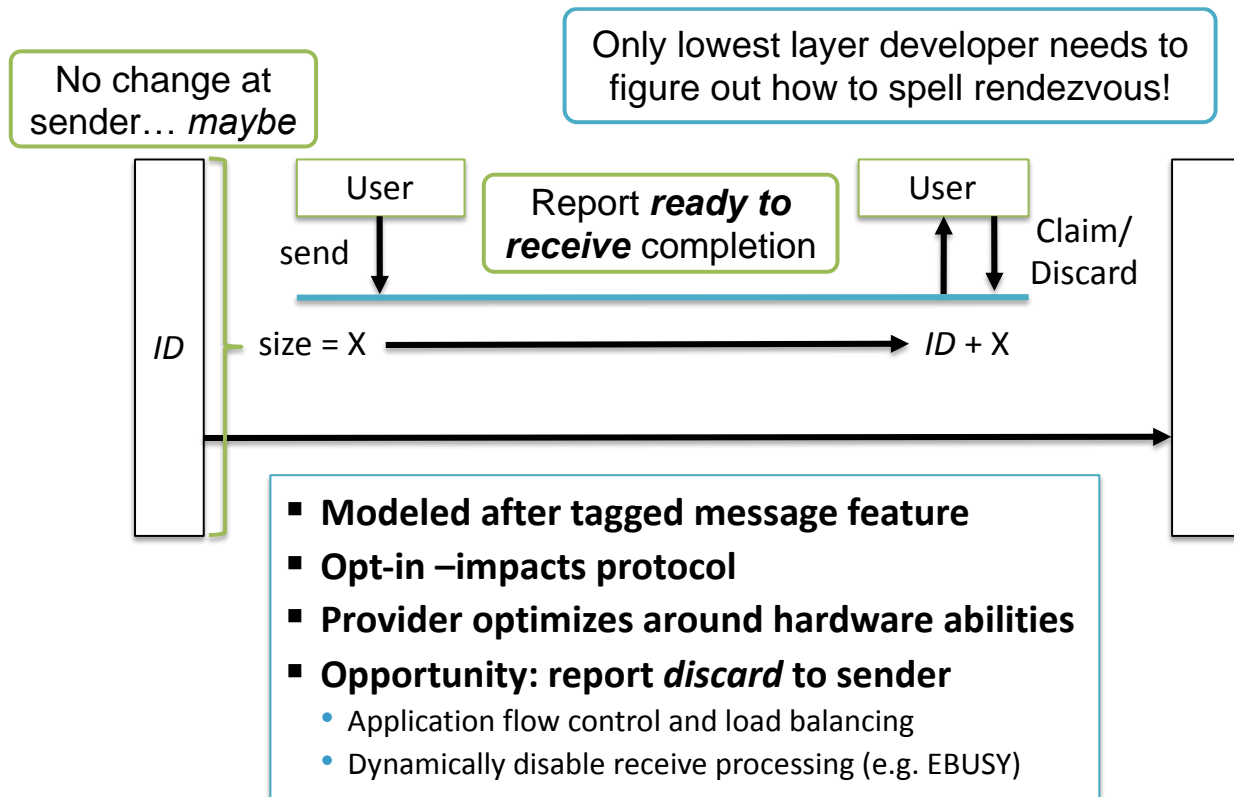 Only lowest layer developer needs to
figure out how to spell rendezvous!
No change at
sender… maybe
User
Report ready to
receive completion
User
send
Claim/
Discard
ID
size = X
ID + X
▪ Modeled after tagged message feature
▪ Opt-in –impacts protocol
▪ Provider optimizes around hardware abilities
▪ Opportunity: report discard to sender
• Application flow control and load balancing
• Dynamically disable receive processing (e.g. EBUSY)